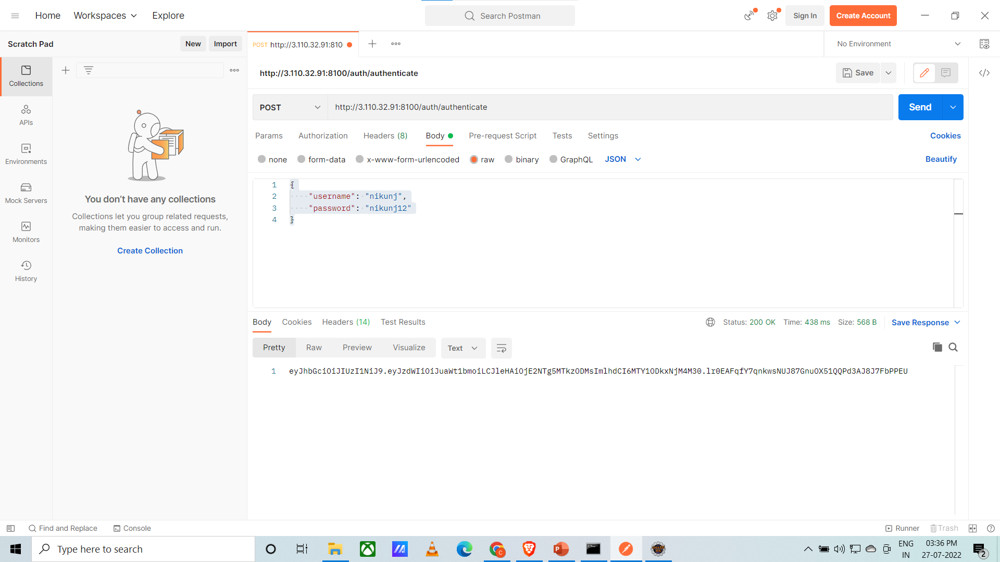 Home Workspaces Explore
Search Postman
Sign In Create Account
Scratch Pad New Import
POST http://3.110.32.91:810
No Environment
Collections
APIs
Environments
Mock Servers
Monitors
History
You don’t have any collections
Collections let you group related requests,
making them easier to access and run.
Create Collection
http://3.110.32.91:8100/auth/authenticate
Save
POST http://3.110.32.91:8100/auth/authenticate
Send
Params Authorization Headers (8) Body Pre-request Script Tests Settings
Cookies
none form-data x-www-form-urlencoded raw binary GraphQL JSON
Beautify
1 {
2 "username": "nikunj",
3 "password": "nikunj12"
4 }
Body Cookies Headers (14) Test Results
Status: 200 OK Time: 438 ms Size: 568 B Save Response
Pretty Raw Preview Visualize Text
1 eyJhbGciOiJIUzI1NiJ9.eyJzdWIiOiJuaWt1bmoiLCJleHAiOjE2NTg5MTkzODMsImlhdCI6MTY1ODkxNjM4M30.lr0EAFqfY7qnkwsNUJ87GnuOX51QQPd3AJ8J7FbPPEU
Find and Replace Console
Runner Trash
Type here to search
ENG
IN
03:36 PM
27-07-2022
2